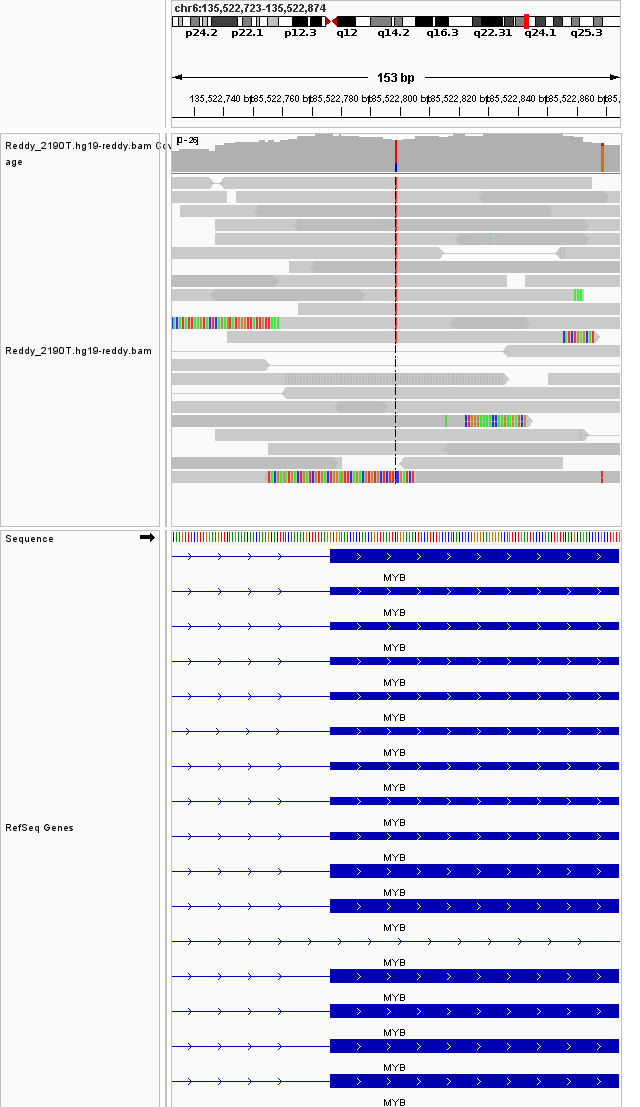 chr6:135,522,723-135,522,874
p24.2 p22.1 p12.3 q12 q14.2 q16.3 q22.31 q24.1 q25.3
153 bp
135,522,740 bp 135,522,760 bp 135,522,780 bp 135,522,800 bp 135,522,820 bp 135,522,840 bp 135,522,860 bp
Reddy_2190T.hg19-reddy.bam Cov
age
[0-26]
Reddy_2190T.hg19-reddy.bam
Sequence
MYB
MYB
MYB
MYB
MYB
MYB
MYB
MYB
RefSeq Genes
MYB
MYB
MYB
MYB
MYB
MYB
MYB
MYB